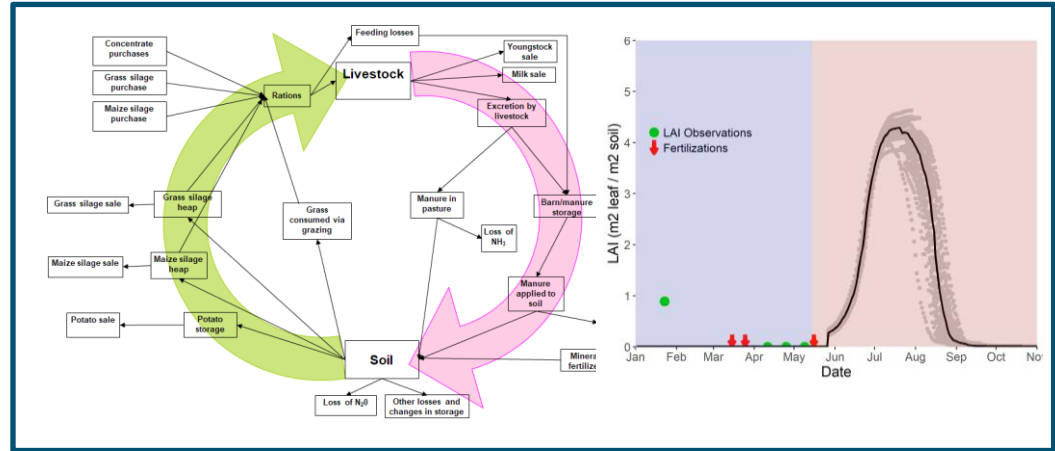 Feeding losses
Concentrate
purchases
Grass silage
purchase
Maize silage
purchase
Rations
Livestock
Youngstock
sale
Milk sale
Excretion by
livestock
Grass silage sale
Grass silage
heap
Grass
consumed via
grazing
Manure in
pasture
Barn/manure
storage
Loss of
NH3
Maize silage sale
Maize silage
heap
Manure
applied to
soil
Potato sale
Potato
storage
Soil
Minera
fertilize
Loss of N20
Other losses and
changes in storage
LAI (m2 leaf / m2 soil)
6
5
4
3
2
1
0
LAI Observations
Fertilizations
Jan Feb Mar Apr May Jun Jul Aug Sep Oct Nov
Date